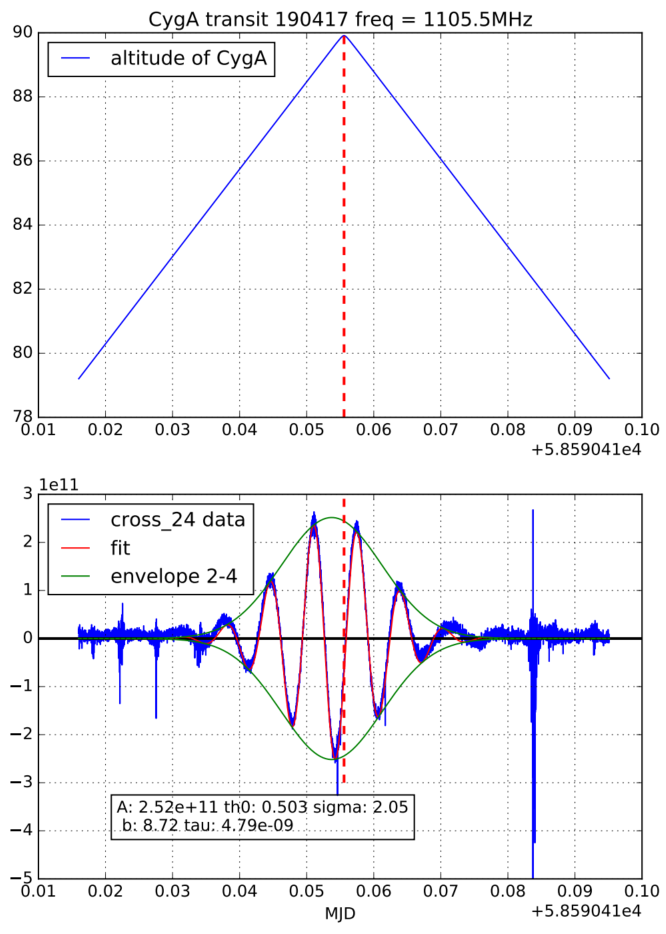 CygA transit 190417 freq = 1105.5MHz
90
altitude of CygA
88
86
84
82
80
78
0.01 0.02 0.03 0.04 0.05 0.06 0.07 0.08 0.09 0.10
+5.859041e4
1e11
3
cross_24 data
fit
envelope 2-4
2
1
0
−1
−2
−3
A: 2.52e+11 th0: 0.503 sigma: 2.05
b: 8.72 tau: 4.79e-09
−4
−5
0.01 0.02 0.03 0.04 0.05 0.06 0.07 0.08 0.09 0.10
MJD
+5.859041e4